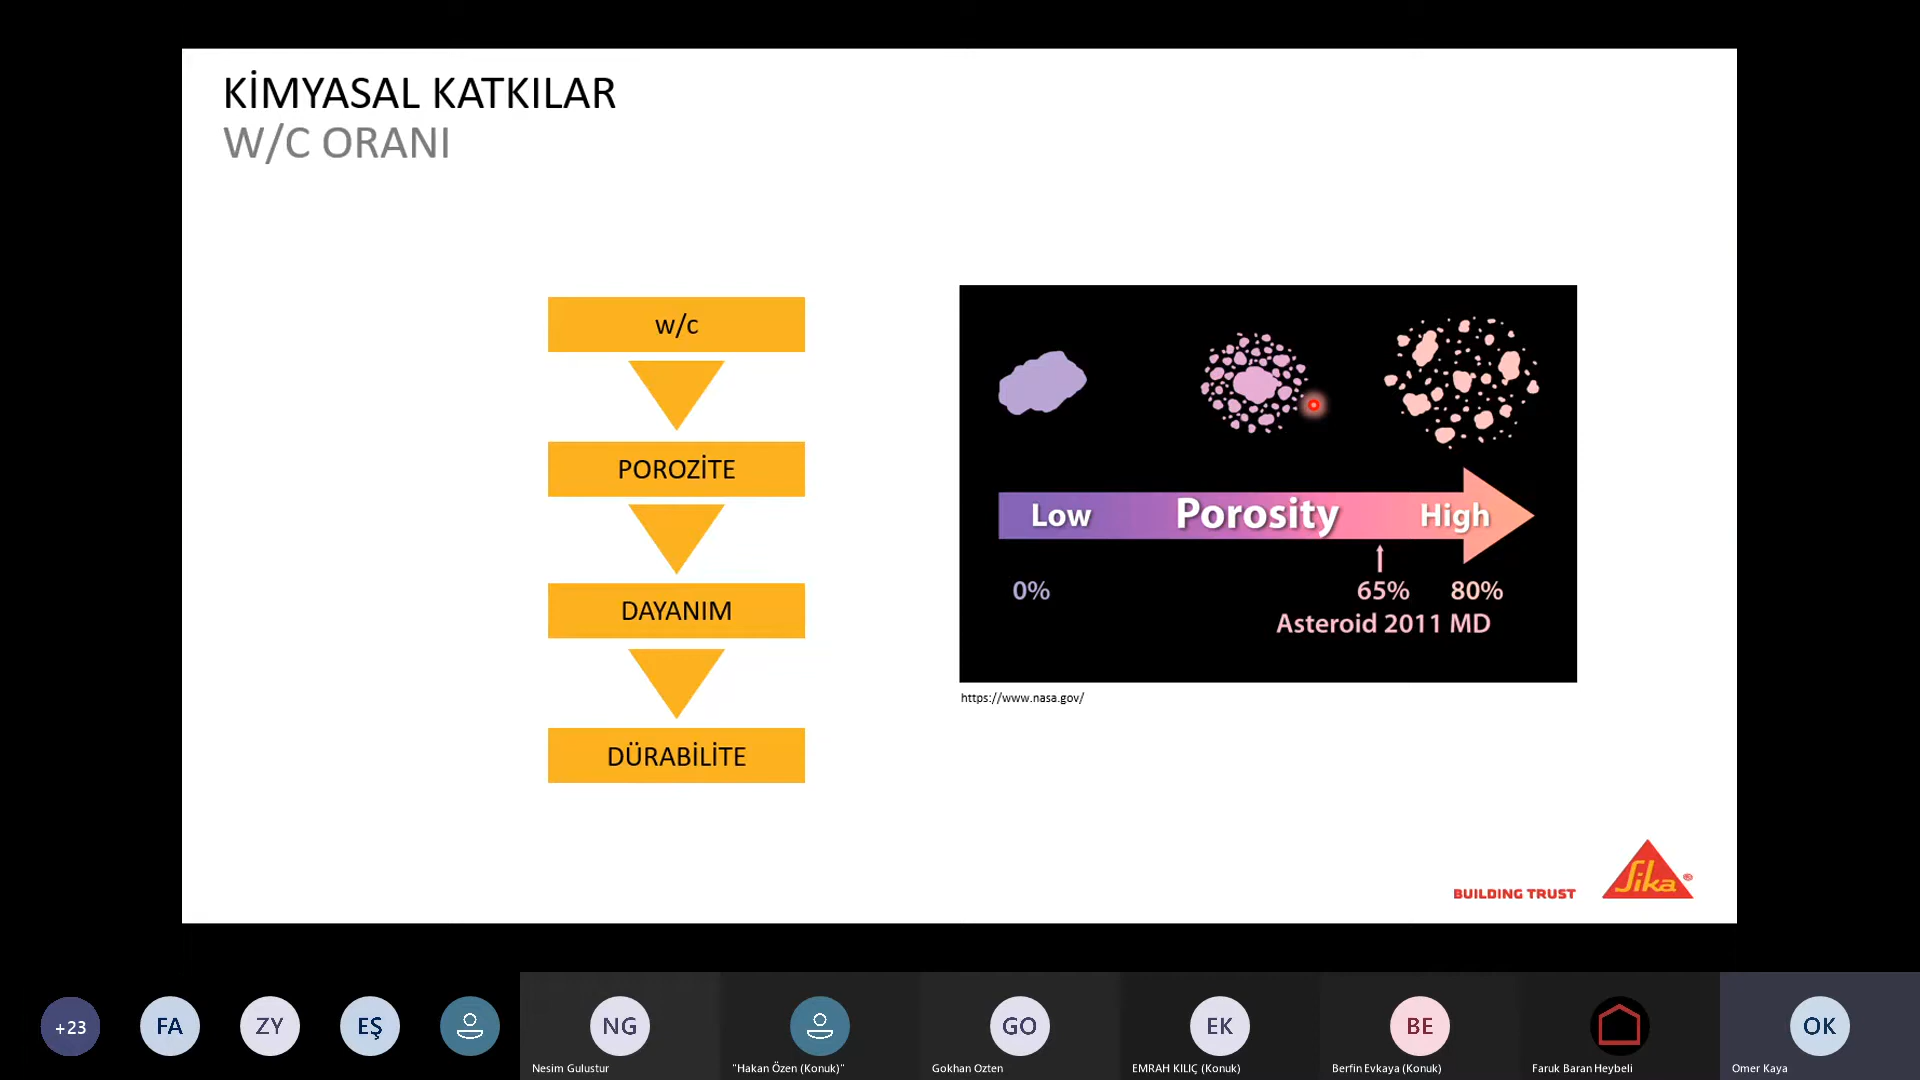 KİMYASAL KATKILAR
W/C ORANI
w/c
POROZİTE
DAYANIM
DÜRABİLİTE
Low Porosity High
0% 65% 80%
Asteroid 2011 MD
https://www.nasa.gov/
BUILDING TRUST
Sika ®
+23 FA ZY EŞ NG GO EK BE OK
Nesim Gulustur "Hakan Özen (Konuk)" Gokhan Ozten EMRAH KILIÇ (Konuk) Berfin Evkaya (Konuk) Faruk Baran Heybeli Omer Kaya